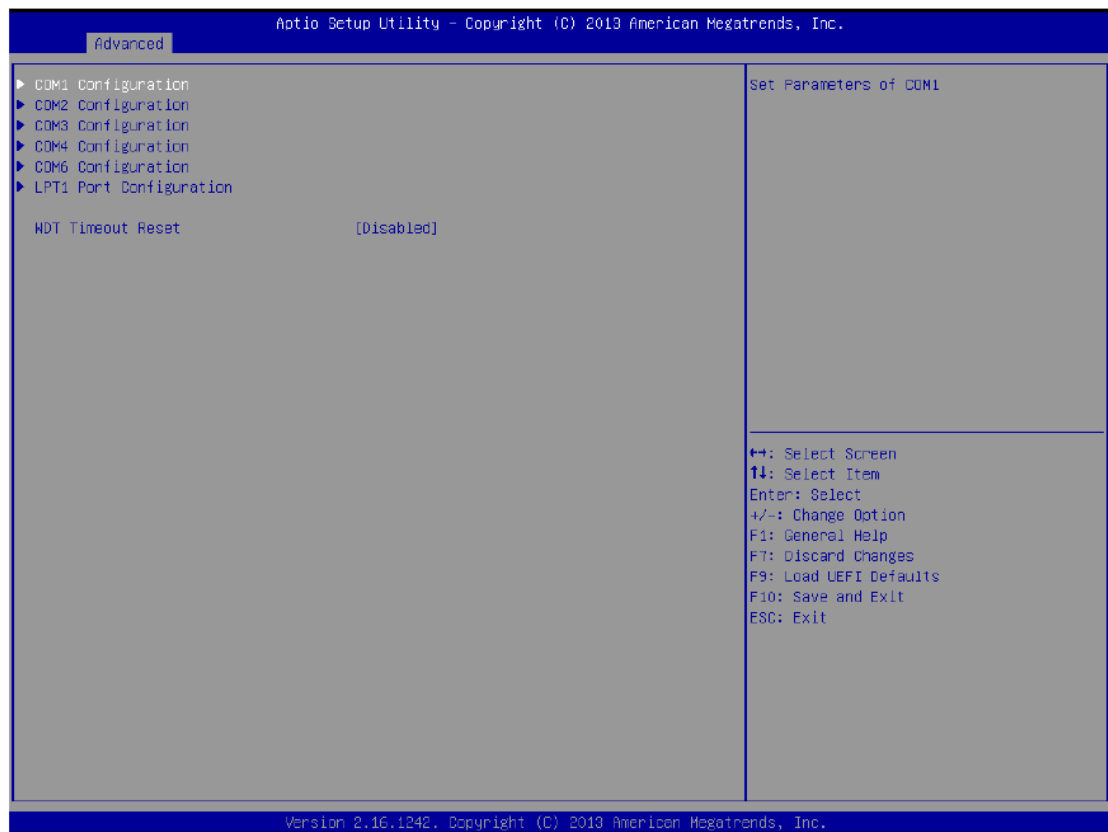 Aptio Setup Utility - Copyright (C) 2013 American Megatrends, Inc.
Advanced
COM1 Configuration
COM2 Configuration
COM3 Configuration
COM4 Configuration
COM6 Configuration
LPT1 Port Configuration
WDT Timeout Reset [Disabled]
Set Parameters of COM1
←→: Select Screen
↑↓: Select Item
Enter: Select
+/-: Change Option
F1: General Help
F7: Discard Changes
F9: Load UEFI Defaults
F10: Save and Exit
ESC: Exit
Version 2.16.1242. Copyright (C) 2013 American Megatrends, Inc.